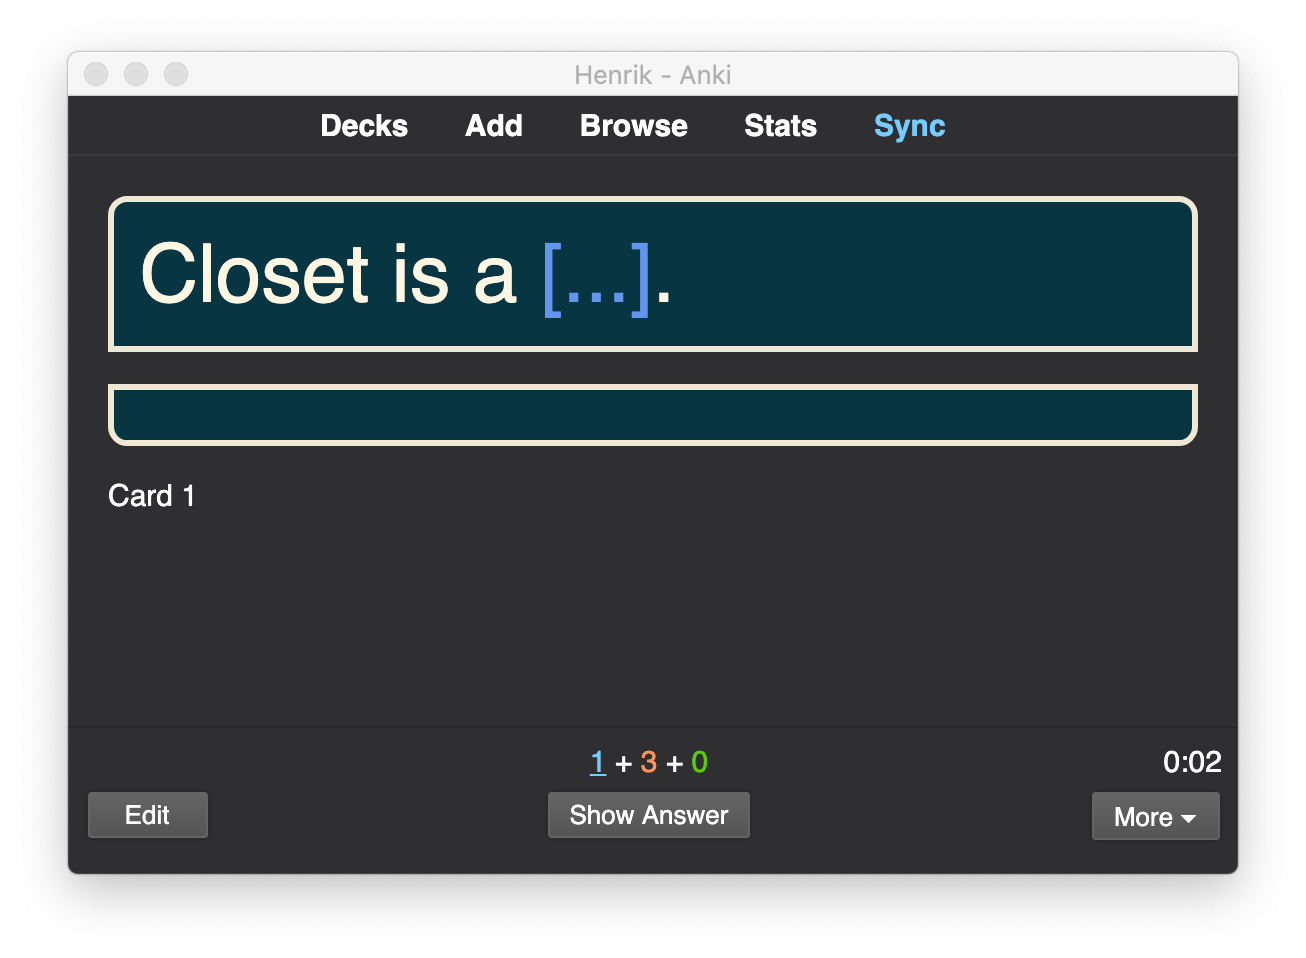 Henrik - Anki
Decks Add Browse Stats Sync
Closet is a [...].
Card 1
1 + 3 + 0 0:02
Edit Show Answer More